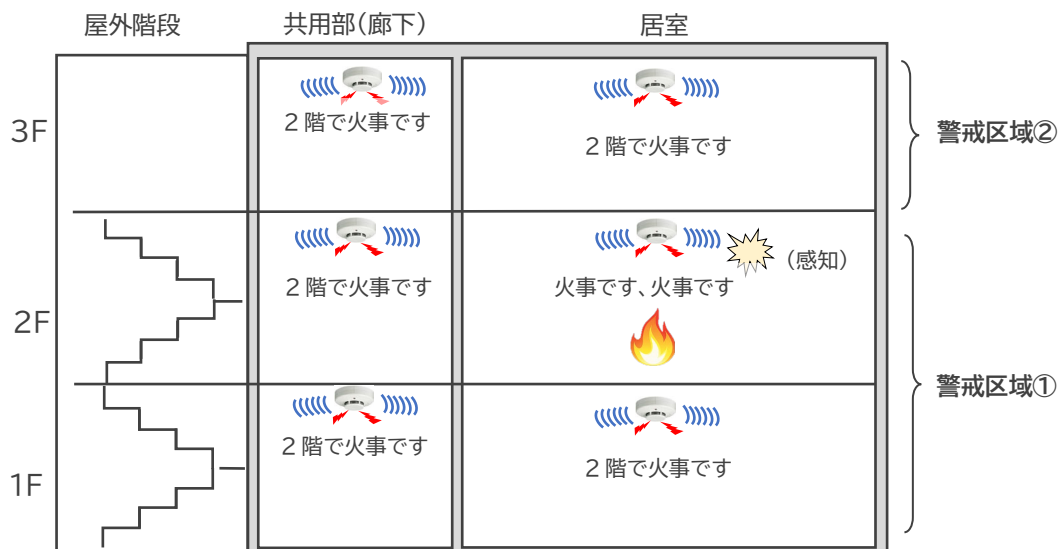 屋外階段
共用部（廊下）
居室
3F
2階で火事です
2階で火事です
警戒区域②
2F
2階で火事です
火事です、火事です
（感知）
1F
2階で火事です
2階で火事です
警戒区域①